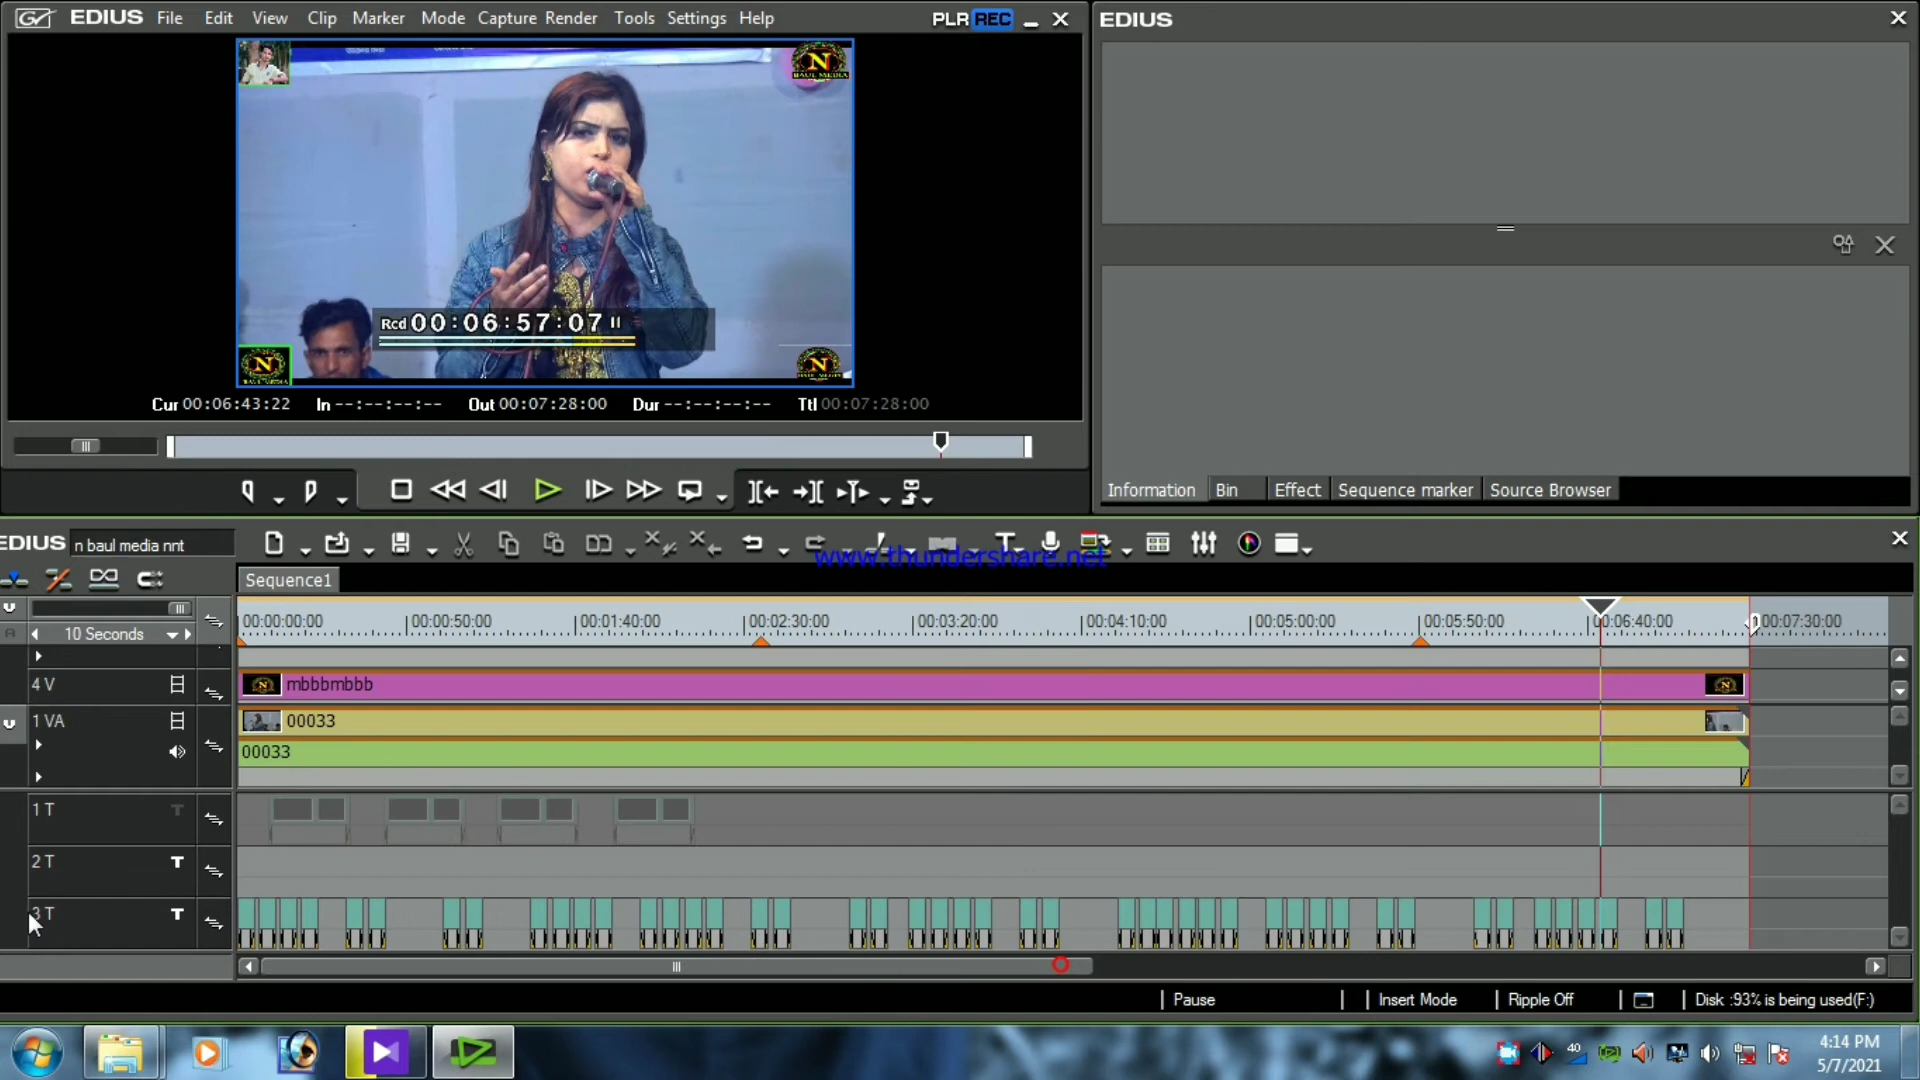 EDIUS File Edit View Clip Marker Mode Capture Render Tools Settings Help PLR REC
EDIUS
N
BAUL MEDIA
Rcd 00:06:57:07
N
N
Cur 00:06:43:22 In --:--:--:-- Out 00:07:28:00 Dur --:--:--:-- Ttl 00:07:28:00
Information Bin Effect Sequence marker Source Browser
EDIUS n baul media nnt
www.thundershare.net
Sequence1
10 Seconds
00:00:00:00 00:00:50:00 00:01:40:00 00:02:30:00 00:03:20:00 00:04:10:00 00:05:00:00 00:05:50:00 00:06:40:00 00:07:30:00
4 V mbbbmbbb
1 VA 00033
00033
1 T T
2 T T
3 T T
Pause Insert Mode Ripple Off Disk :93% is being used(F:)
40
4:14 PM
5/7/2021